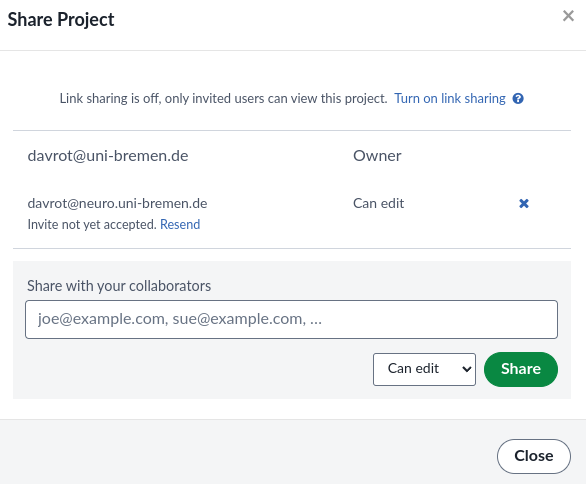 Share Project
×
Link sharing is off, only invited users can view this project. Turn on link sharing ?
davrot@uni-bremen.de Owner
davrot@neuro.uni-bremen.de Can edit
Invite not yet accepted. Resend
Share with your collaborators
joe@example.com, sue@example.com, ...
Can edit Share
Close